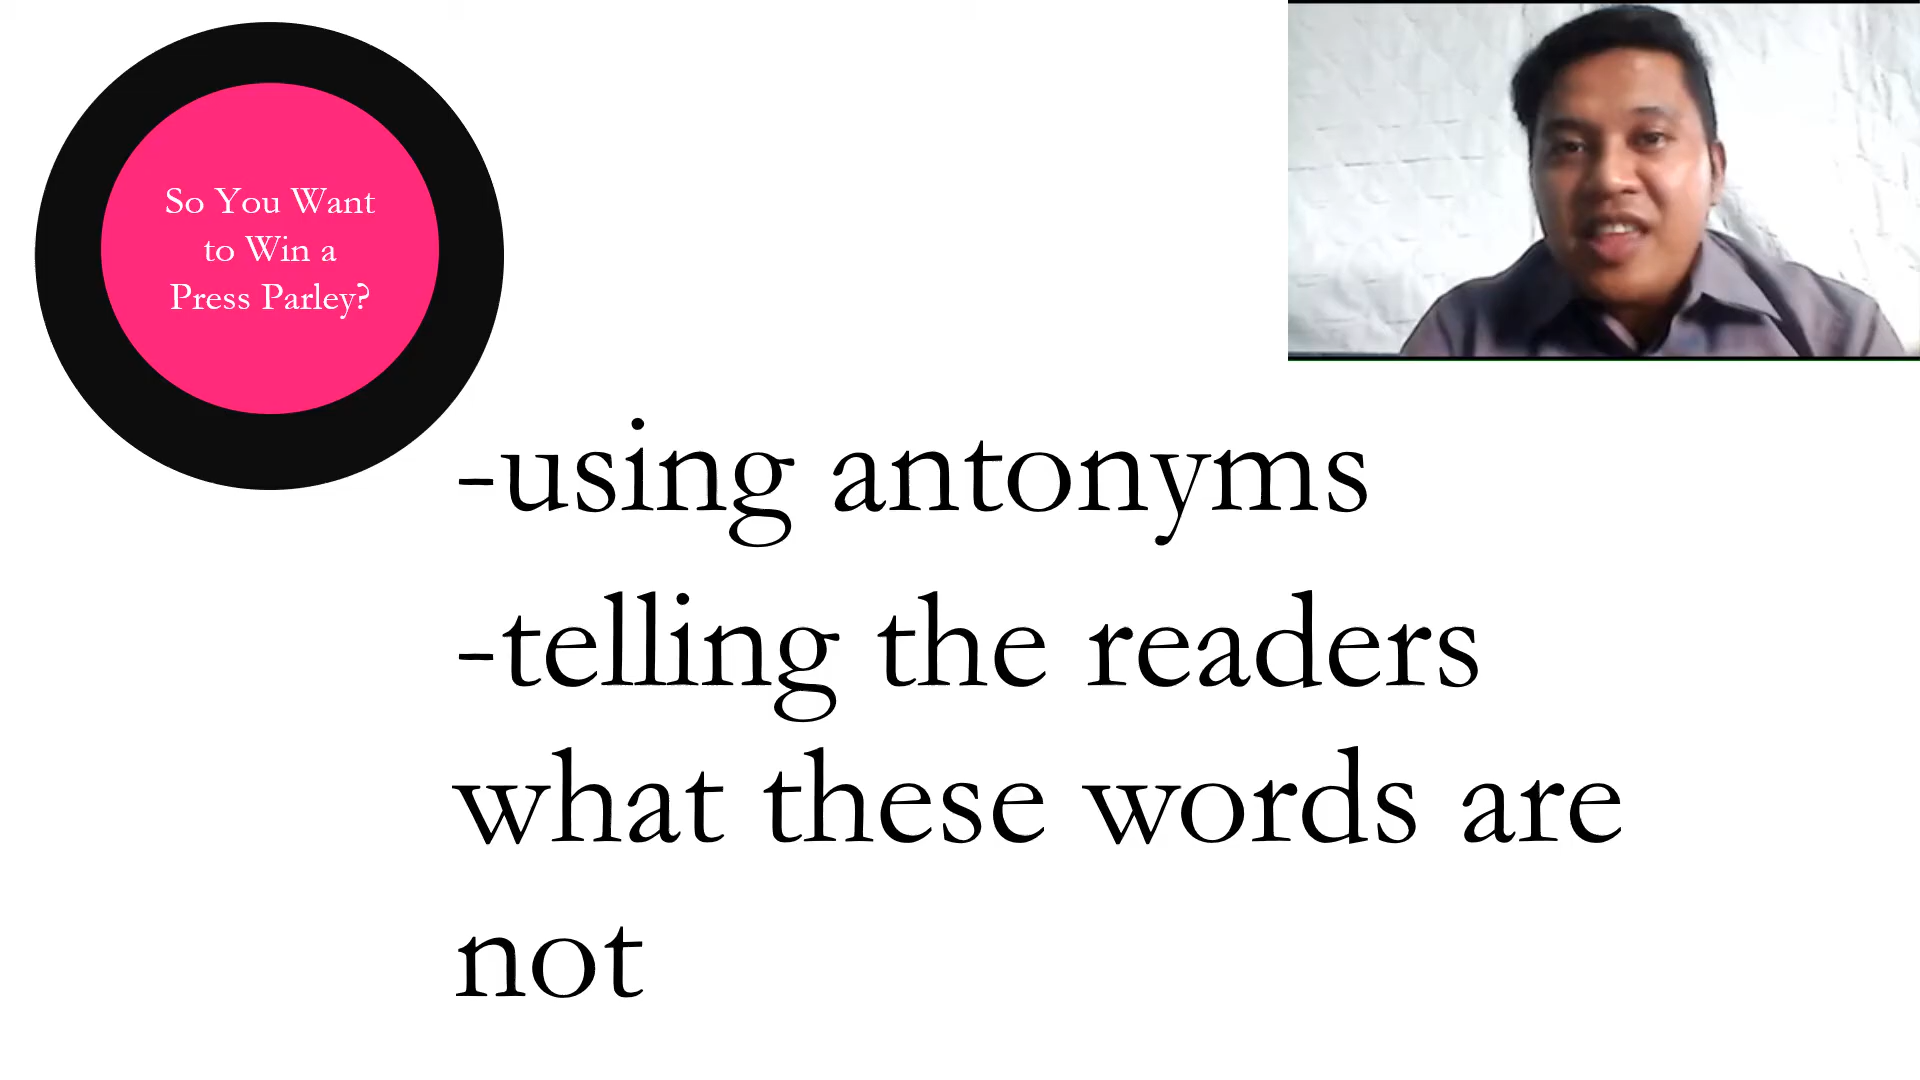 So You Want
to Win a
Press Parley?
-using antonyms
-telling the readers
what these words are
not